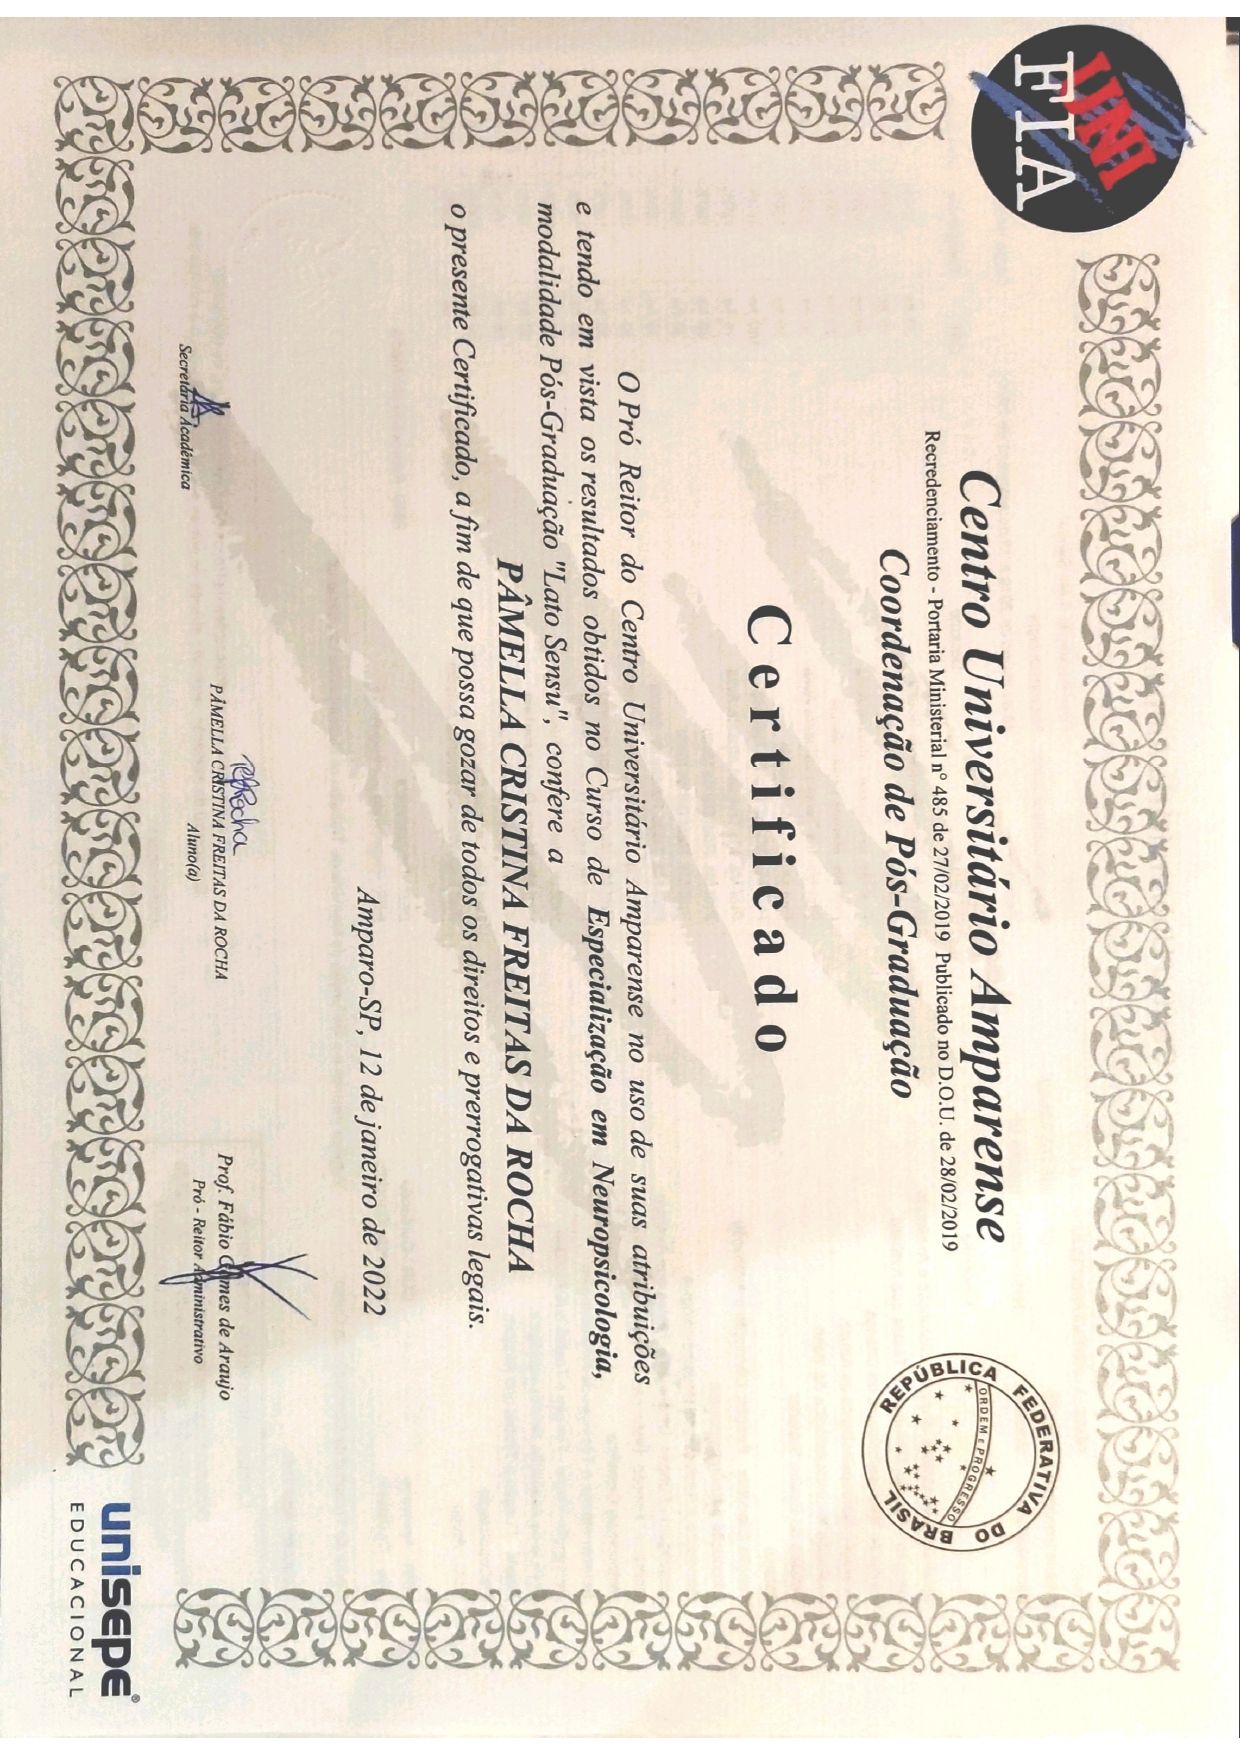 UNI
FIA
Centro Universitário Amparense
Recredenciamento - Portaria Ministerial nº 485 de 27/02/2019 Publicado no D.O.U. de 28/02/2019
Coordenação de Pós-Graduação
REPÚBLICA FEDERATIVA DO BRASIL
ORDEM E PROGRESSO
Certificado
O Pró Reitor do Centro Universitário Amparense no uso de suas atribuições
e tendo em vista os resultados obtidos no Curso de Especialização em Neuropsicologia,
modalidade Pós-Graduação "Lato Sensu", confere a
PÂMELLA CRISTINA FREITAS DA ROCHA
o presente Certificado, a fim de que possa gozar de todos os direitos e prerrogativas legais.
Amparo-SP, 12 de janeiro de 2022
Secretária Acadêmica
PÂMELLA CRISTINA FREITAS DA ROCHA
Aluno(a)
Prof. Fábio Gomes de Araujo
Pró - Reitor Administrativo
unisepe®
EDUCACIONAL